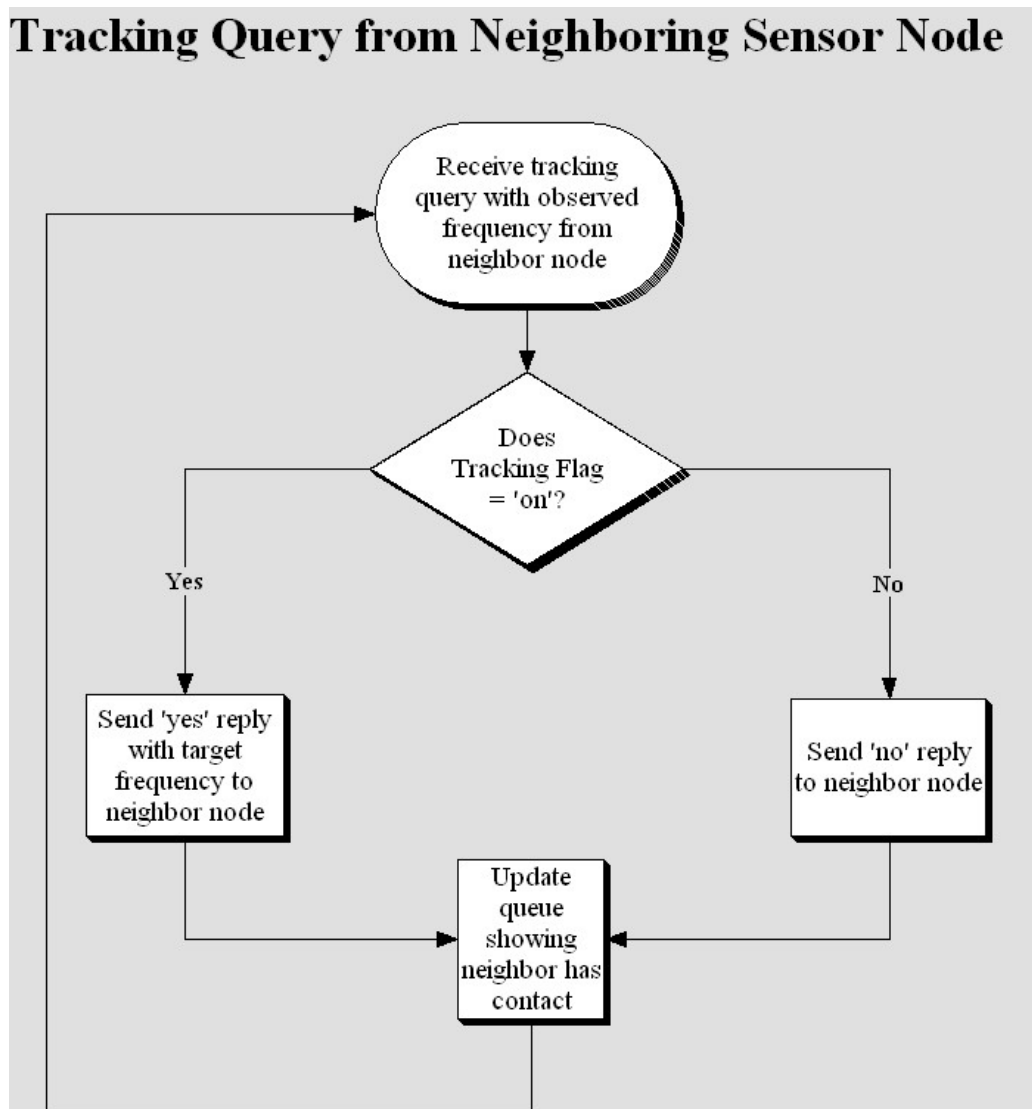 Tracking Query from Neighboring Sensor Node
Receive tracking
query with observed
frequency from
neighbor node
Does
Tracking Flag
= 'on'?
Yes
No
Send 'yes' reply
with target
frequency to
neighbor node
Send 'no' reply
to neighbor node
Update
queue
showing
neighbor has
contact